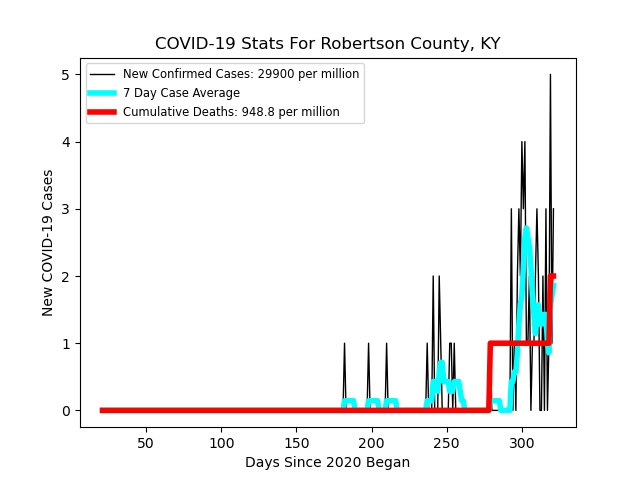 COVID-19 Stats For Robertson County, KY
New Confirmed Cases: 29900 per million
7 Day Case Average
Cumulative Deaths: 948.8 per million
New COVID-19 Cases
5
4
3
2
1
0
50 100 150 200 250 300
Days Since 2020 Began